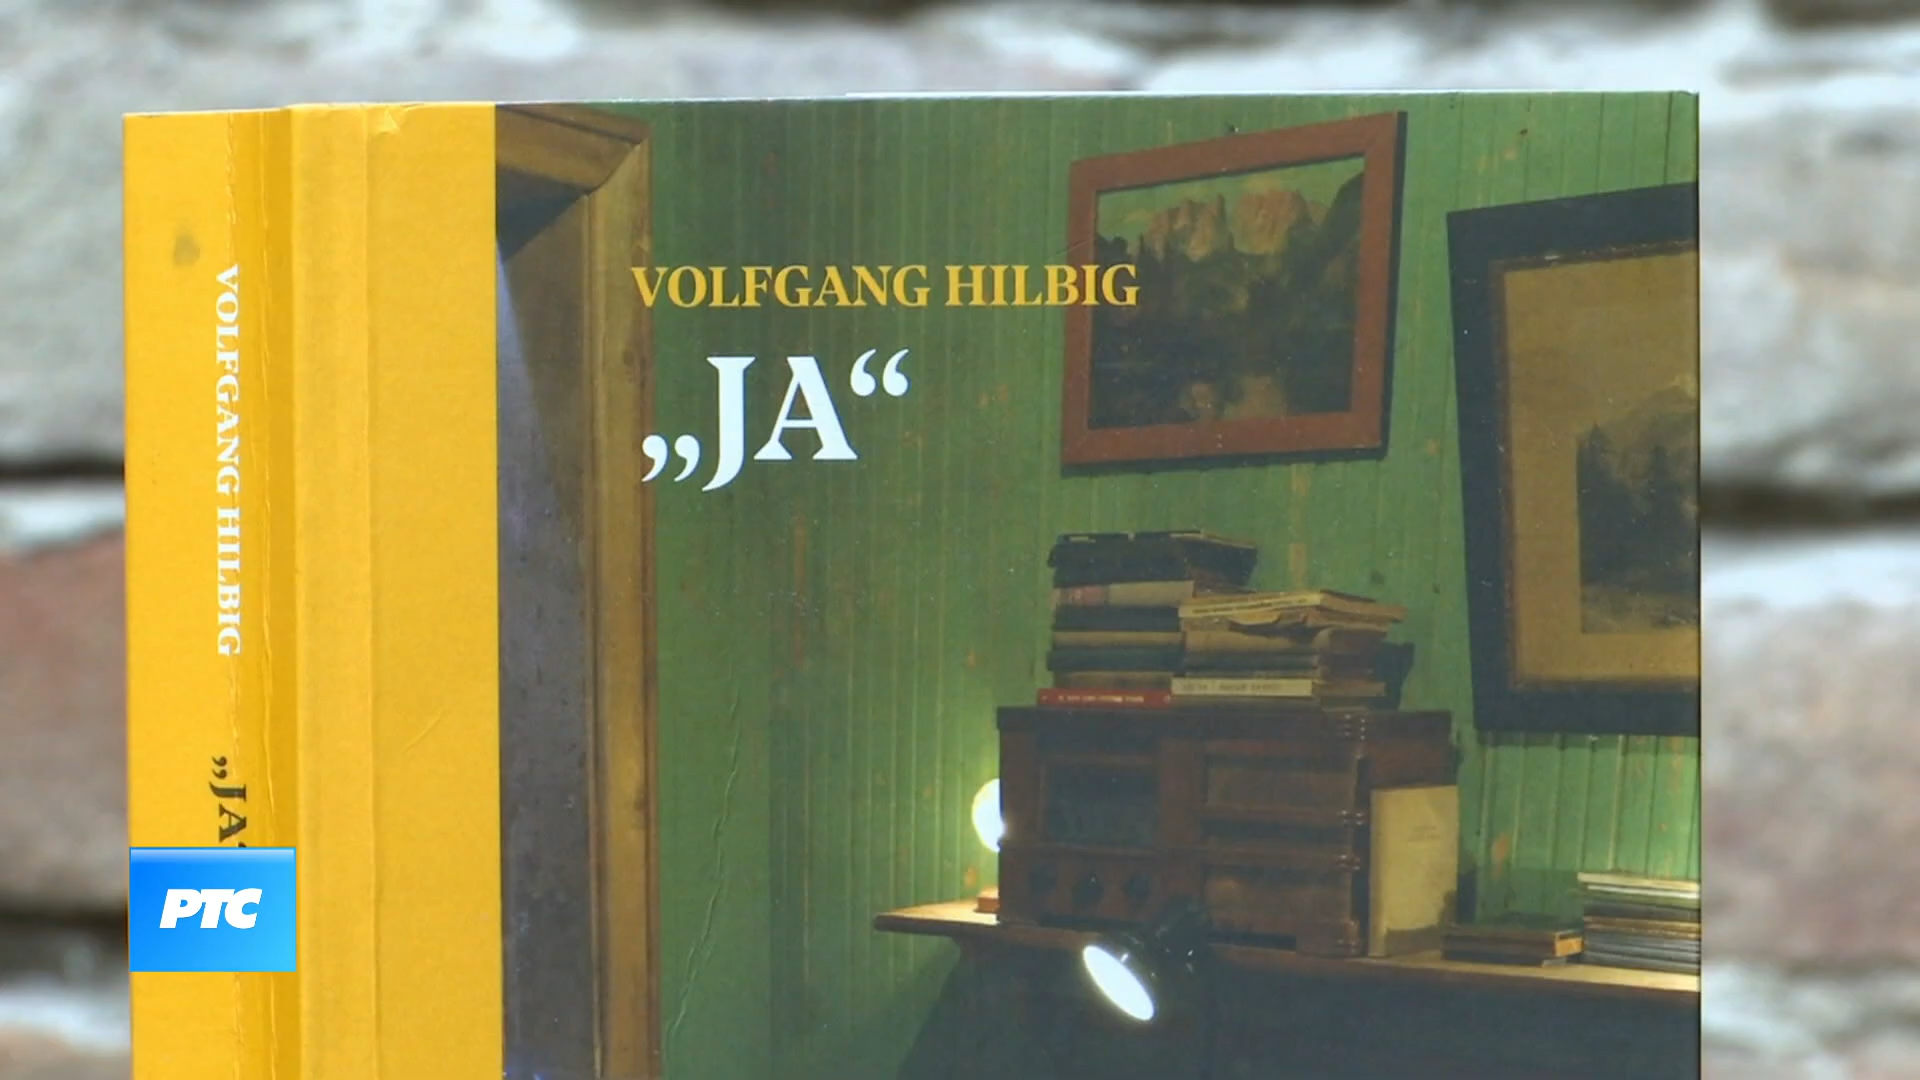 VOLFGANG HILBIG
„JA“
VOLFGANG HILBIG
„JA“
РТС